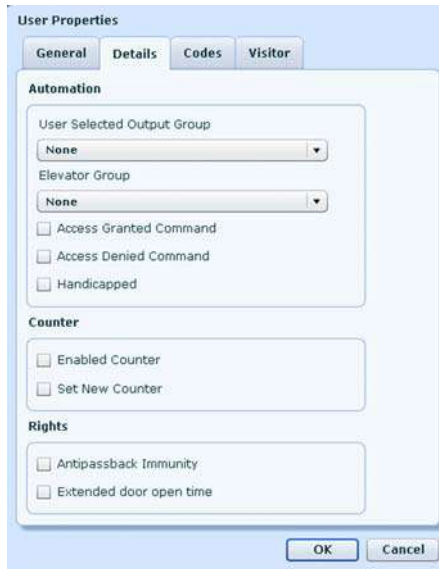 User Properties
General Details Codes Visitor
Automation
User Selected Output Group
None
Elevator Group
None
Access Granted Command
Access Denied Command
Handicapped
Counter
Enabled Counter
Set New Counter
Rights
Antipassback Immunity
Extended door open time
OK Cancel